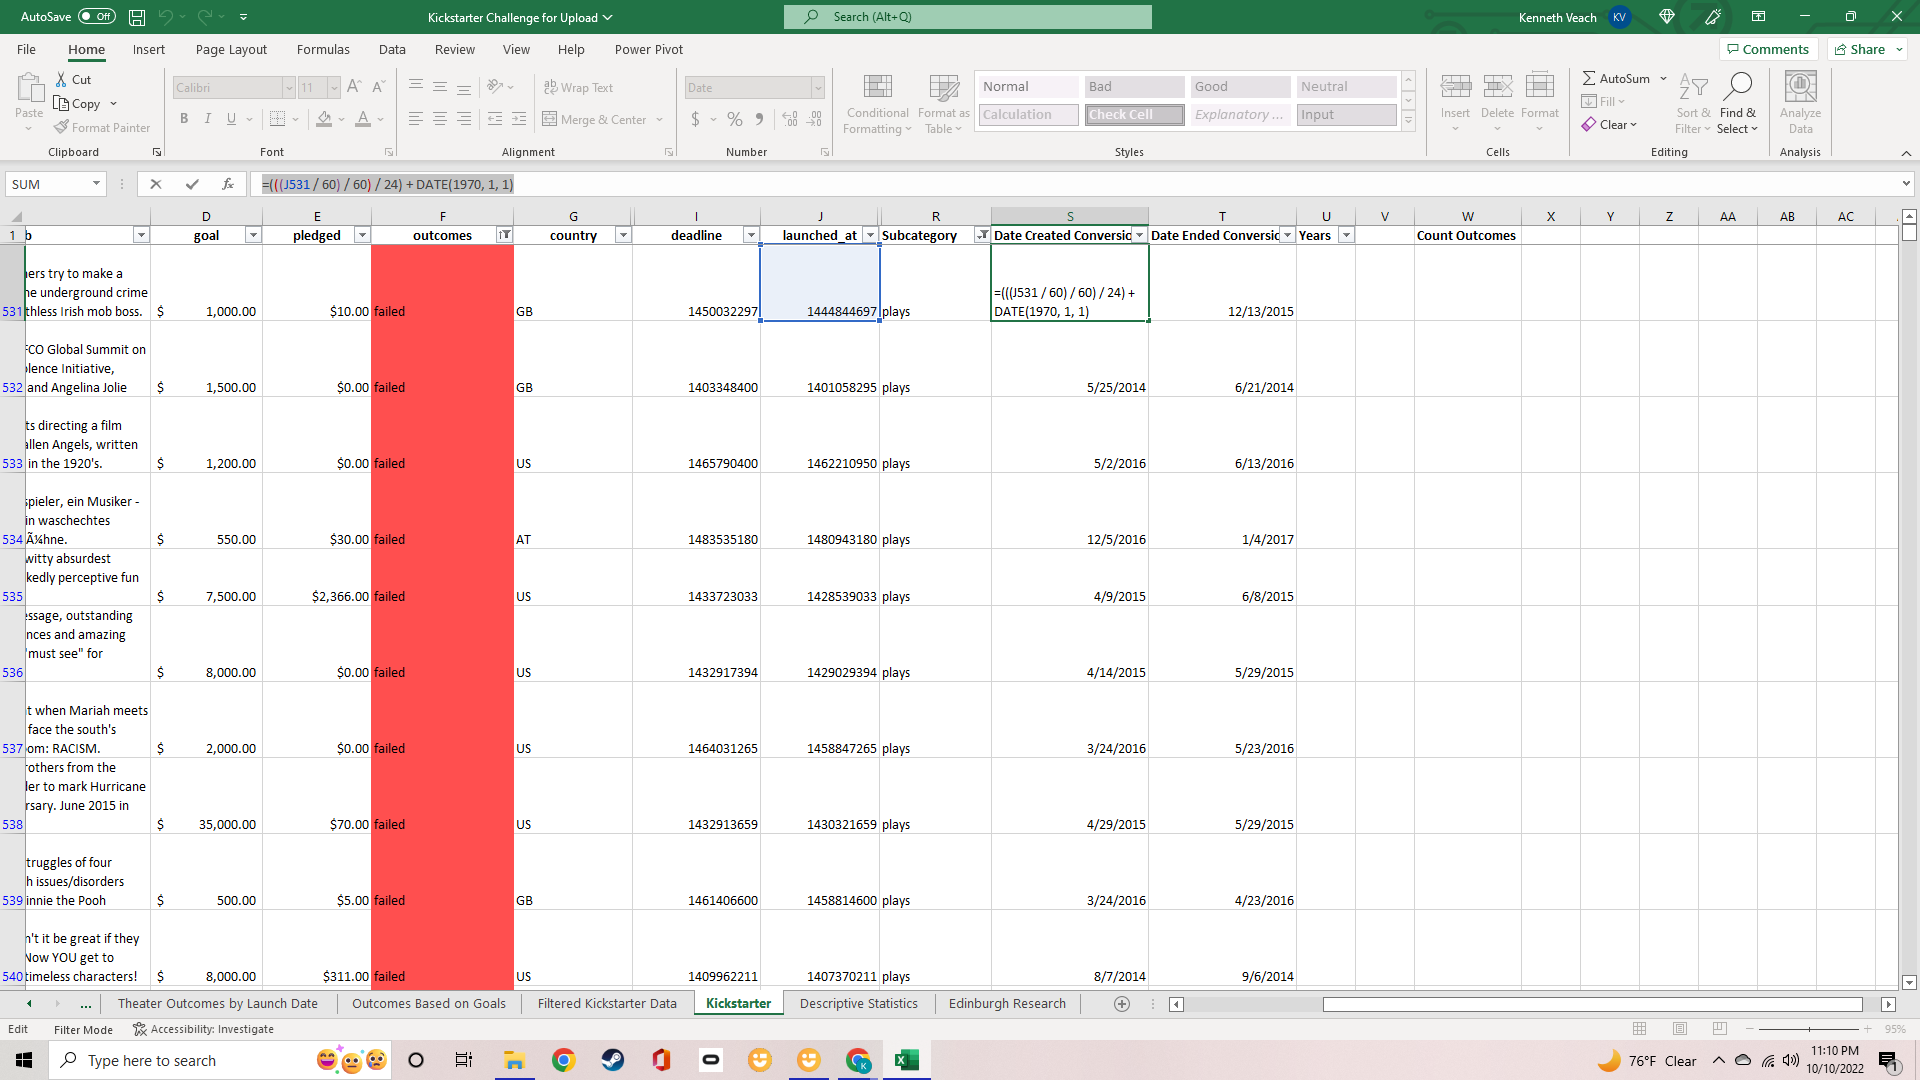 AutoSave Off Kickstarter Challenge for Upload Search (Alt+Q) Kenneth Veach KV
File Home Insert Page Layout Formulas Data Review View Help Power Pivot Comments Share
Paste Cut Copy Format Painter Clipboard
Calibri 11 B I U Font
Wrap Text Merge & Center Alignment
Date $ % Number
Conditional Formatting Format as Table
Normal Bad Good Neutral
Calculation Check Cell Explanatory ... Input
Styles
Insert Delete Format Cells
AutoSum Fill Clear Sort & Filter Find & Select Editing
Analyze Data Analysis
SUM fx =(((J531 / 60) / 60) / 24) + DATE(1970, 1, 1)
D E F G I J R S T U V W X Y Z AA AB AC
1 b goal pledged outcomes country deadline launched_at Subcategory Date Created Conversio Date Ended Conversic Years Count Outcomes
ners try to make a
ne underground crime =(((J531 / 60) / 60) / 24) +
531 thless Irish mob boss. $ 1,000.00 $10.00 failed GB 1450032297 1444844697 plays DATE(1970, 1, 1) 12/13/2015
FCO Global Summit on
lence Initiative,
532 and Angelina Jolie $ 1,500.00 $0.00 failed GB 1403348400 1401058295 plays 5/25/2014 6/21/2014
ts directing a film
allen Angels, written
533 in the 1920's. $ 1,200.00 $0.00 failed US 1465790400 1462210950 plays 5/2/2016 6/13/2016
spieler, ein Musiker -
in waschechtes
534 Ã¼hne. $ 550.00 $30.00 failed AT 1483535180 1480943180 plays 12/5/2016 1/4/2017
witty absurdest
kedly perceptive fun
535 $ 7,500.00 $2,366.00 failed US 1433723033 1428539033 plays 4/9/2015 6/8/2015
essage, outstanding
nces and amazing
"must see" for
536 $ 8,000.00 $0.00 failed US 1432917394 1429029394 plays 4/14/2015 5/29/2015
t when Mariah meets
face the south's
537 om: RACISM. $ 2,000.00 $0.00 failed US 1464031265 1458847265 plays 3/24/2016 5/23/2016
rothers from the
ler to mark Hurricane
rsary. June 2015 in
538 $ 35,000.00 $70.00 failed US 1432913659 1430321659 plays 4/29/2015 5/29/2015
truggles of four
h issues/disorders
539 innie the Pooh $ 500.00 $5.00 failed GB 1461406600 1458814600 plays 3/24/2016 4/23/2016
n't it be great if they
Now YOU get to
540 timeless characters! $ 8,000.00 $311.00 failed US 1409962211 1407370211 plays 8/7/2014 9/6/2014
... Theater Outcomes by Launch Date Outcomes Based on Goals Filtered Kickstarter Data Kickstarter Descriptive Statistics Edinburgh Research
Edit Filter Mode Accessibility: Investigate 95%
Type here to search 76°F Clear 11:10 PM
10/10/2022 1